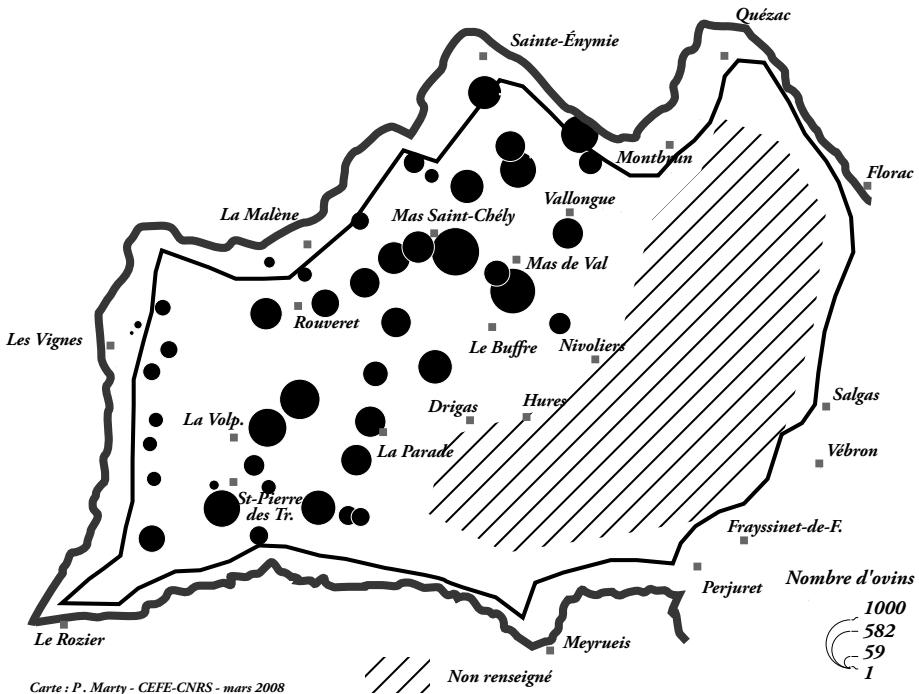 Quézac
Sainte-Énymie
Montbrun
Florac
Vallongue
La Malène
Mas Saint-Chély
Mas de Val
Rouveret
Les Vignes
Le Buffre
Nivoliers
Salgas
Drigas
Hures
La Volp.
La Parade
Vébron
St-Pierre
des Tr.
Frayssinet-de-F.
Perjuret
Nombre d'ovins
1000
582
59
1
Le Rozier
Meyrueis
Non renseigné
Carte : P. Marty - CEFE-CNRS - mars 2008